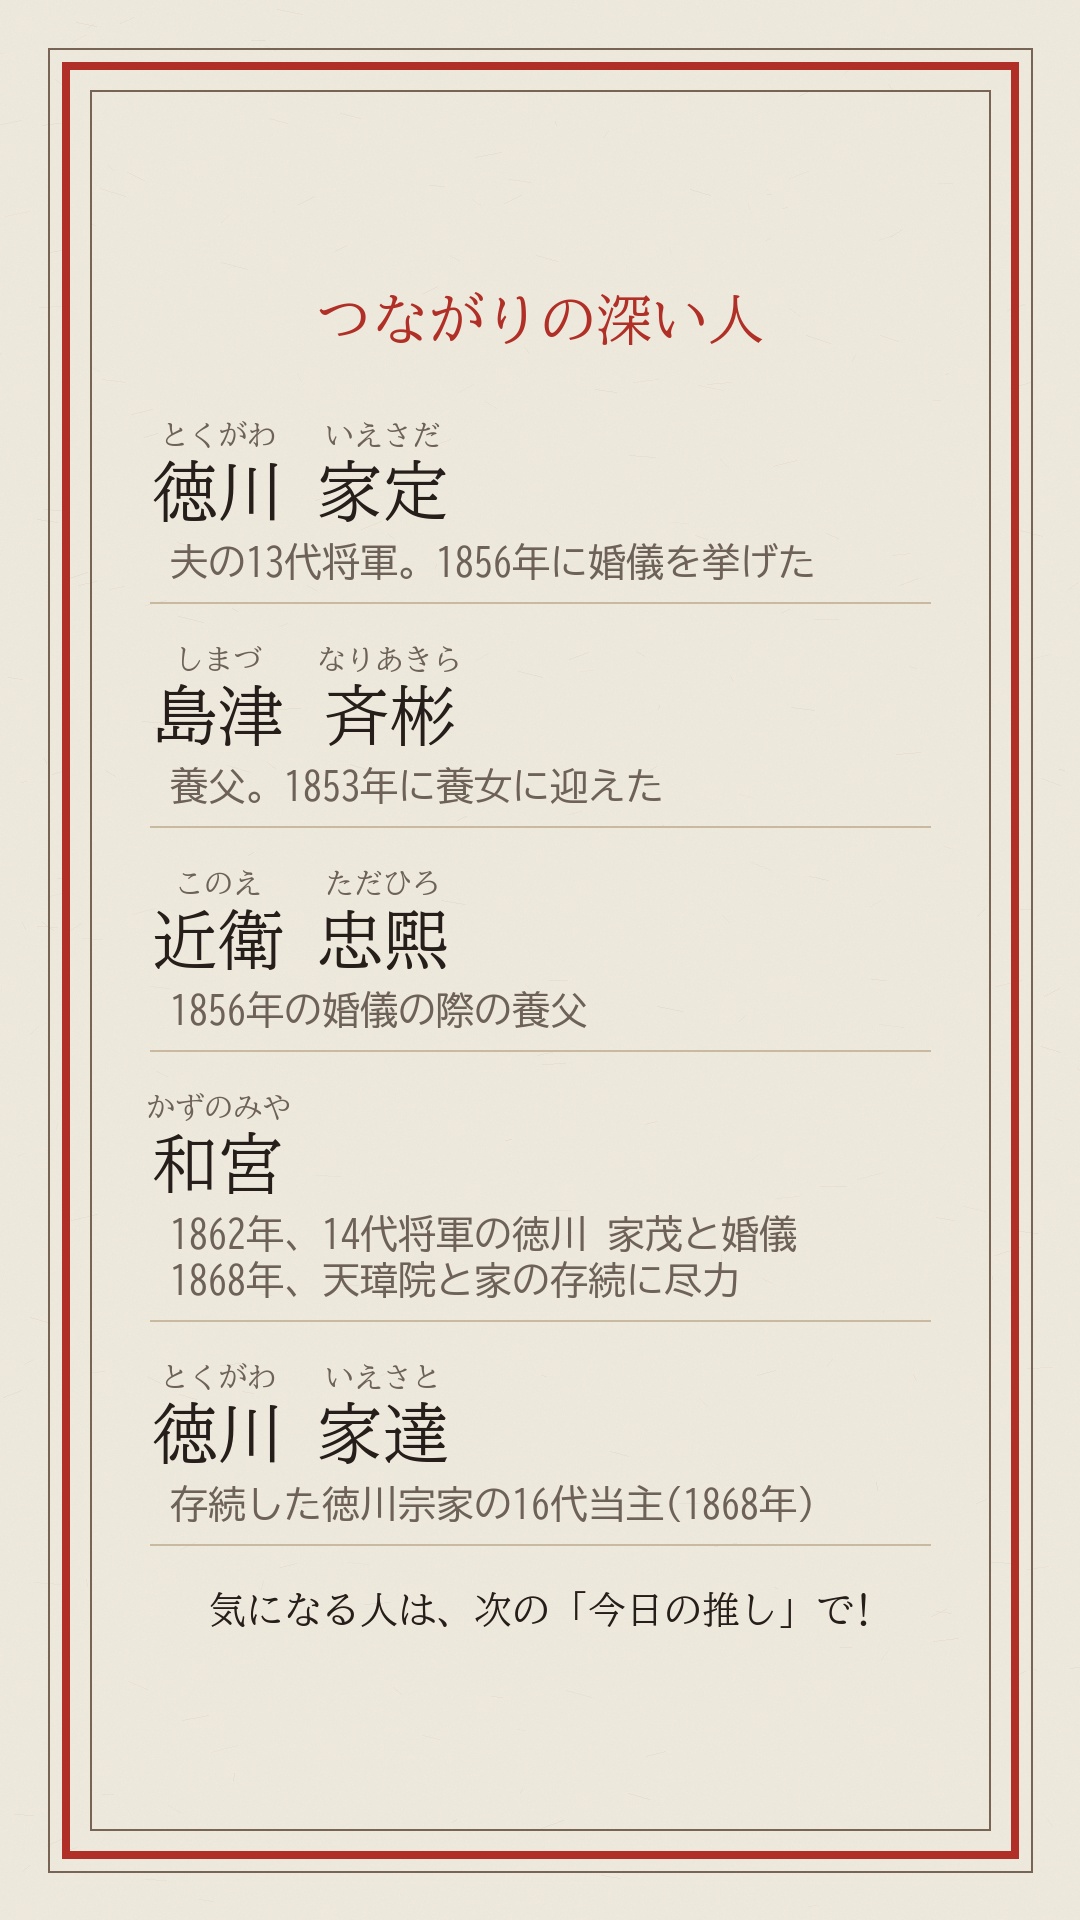 つながりの深い人
とくがわ いえさだ
徳川 家定
夫の13代将軍。1856年に婚儀を挙げた
しまづ なりあきら
島津 斉彬
養父。1853年に養女に迎えた
このえ ただひろ
近衛 忠煕
1856年の婚儀の際の養父
かずのみや
和宮
1862年、14代将軍の徳川 家茂と婚儀
1868年、天璋院と家の存続に尽力
とくがわ いえさと
徳川 家達
存続した徳川宗家の16代当主(1868年)
気になる人は、次の「今日の推し」で!